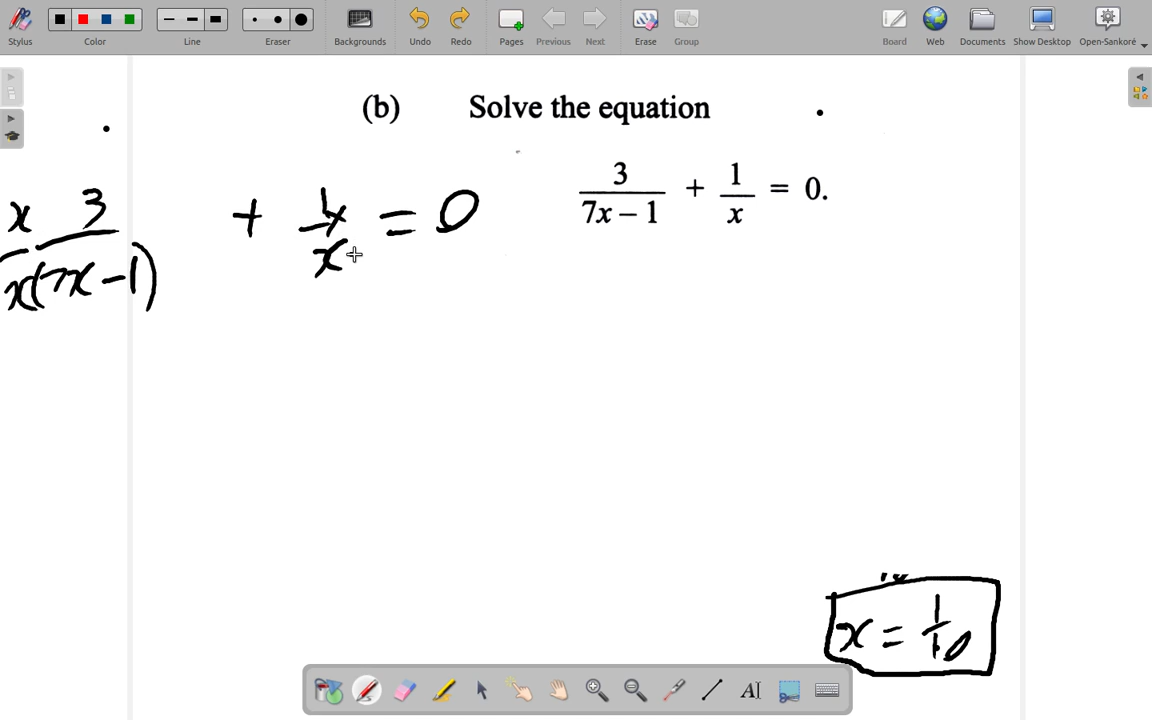 Stylus Color Line Eraser Backgrounds Undo Redo Pages Previous Next Erase Group Board Web Documents Show Desktop Open-Sankoré
(b) Solve the equation
3/(7x − 1) + 1/x = 0.
x 3/x(7x − 1) + 1/x = 0
x = 1/10